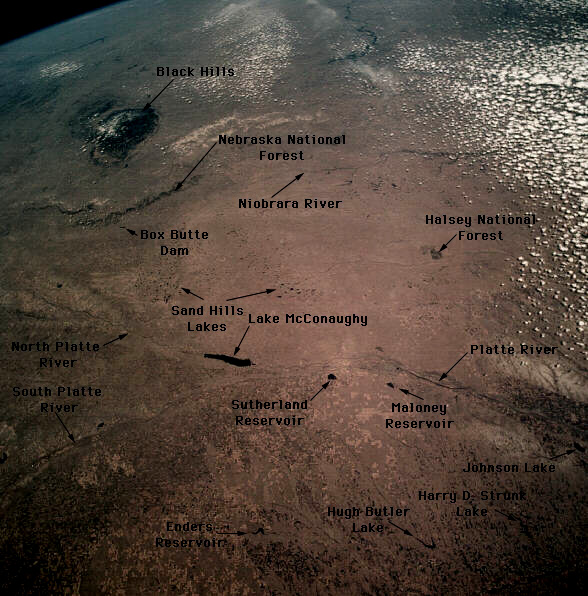 Black Hills
Nebraska National
Forest
Niobrara River
Halsey National
Forest
Box Butte
Dam
Sand Hills
Lakes
Lake McConaughy
North Platte
River
Platte River
South Platte
River
Sutherland
Reservoir
Maloney
Reservoir
Johnson Lake
Harry D. Strunk
Lake
Hugh Butler
Lake
Enders
Reservoir